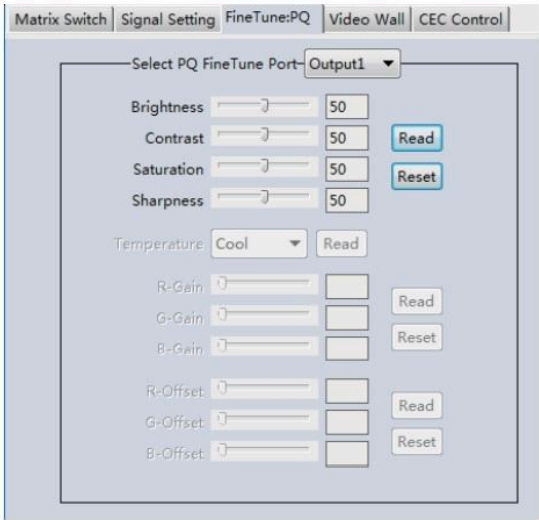 Matrix Switch Signal Setting FineTune:PQ Video Wall CEC Control
Select PQ FineTune Port Output1
Brightness 50
Contrast 50 Read
Saturation 50 Reset
Sharpness 50
Temperature Cool Read
R-Gain
Read
G-Gain
Reset
B-Gain
R-Offset
Read
G-Offset
Reset
B-Offset